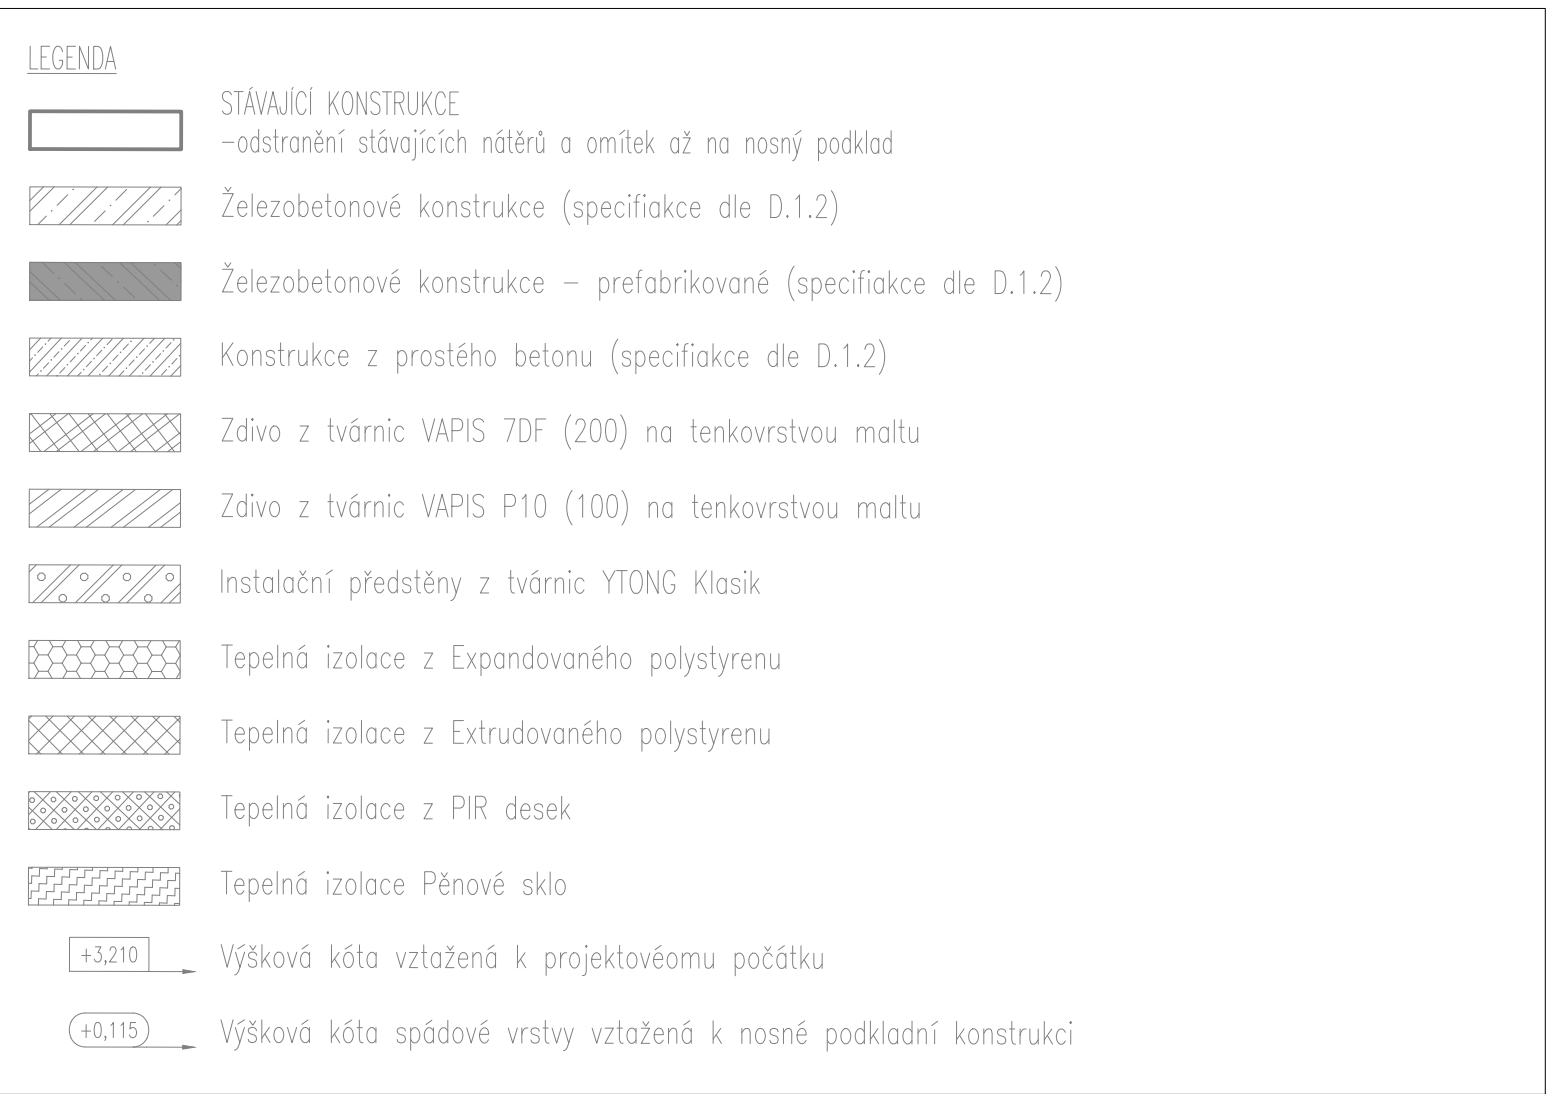 LEGENDA
STÁVAJÍCÍ KONSTRUKCE
-odstranění stávajících nátěrů a omítek až na nosný podklad
Železobetonové konstrukce (specifiakce dle D.1.2)
Železobetonové konstrukce - prefabrikované (specifiakce dle D.1.2)
Konstrukce z prostého betonu (specifiakce dle D.1.2)
Zdivo z tvárnic VAPIS 7DF (200) na tenkovrstvou maltu
Zdivo z tvárnic VAPIS P10 (100) na tenkovrstvou maltu
Instalační předstěny z tvárnic YTONG Klasik
Tepelná izolace z Expandovaného polystyrenu
Tepelná izolace z Extrudovaného polystyrenu
Tepelná izolace z PIR desek
Tepelná izolace Pěnové sklo
+3,210 Výšková kóta vztažená k projektovéomu počátku
+0,115 Výšková kóta spádové vrstvy vztažená k nosné podkladní konstrukci